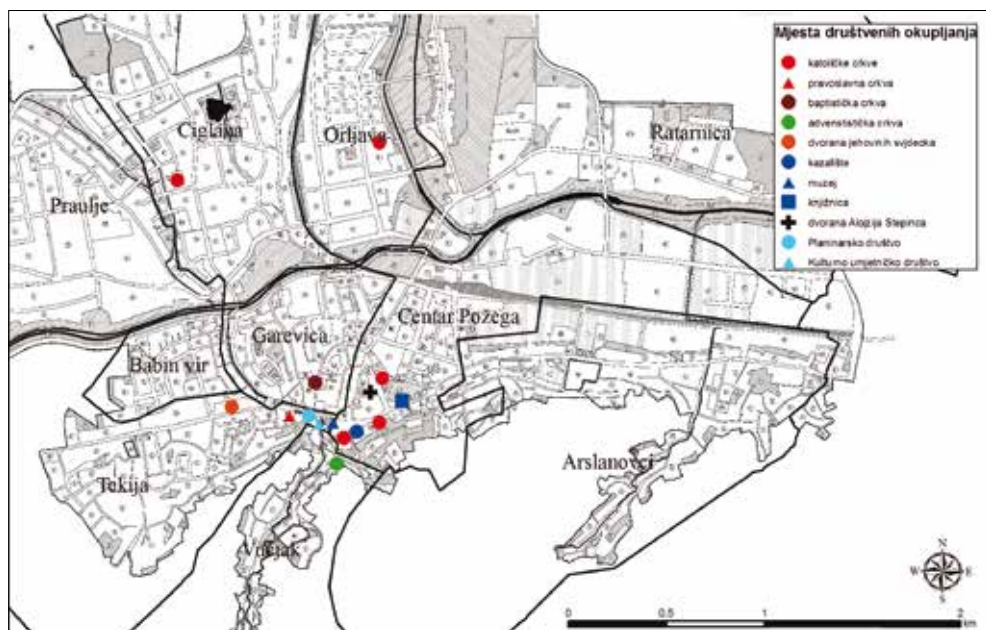 Mjesta društvenih okupljanja
katoličke crkve
pravoslavna crkva
baptistička crkva
adventistička crkva
dvorana jehovinih svjedoka
kazalište
muzej
knjižnica
dvorana Alojzija Stepinca
Planinarsko društvo
Kulturno umjetničko društvo
Ciglana
Orljava
Ratarnica
Praulje
Garevica
Centar Požega
Babin vir
Tekija
Arslanovci
Vučjak
N
W E
S
0 0.5 1 2
km